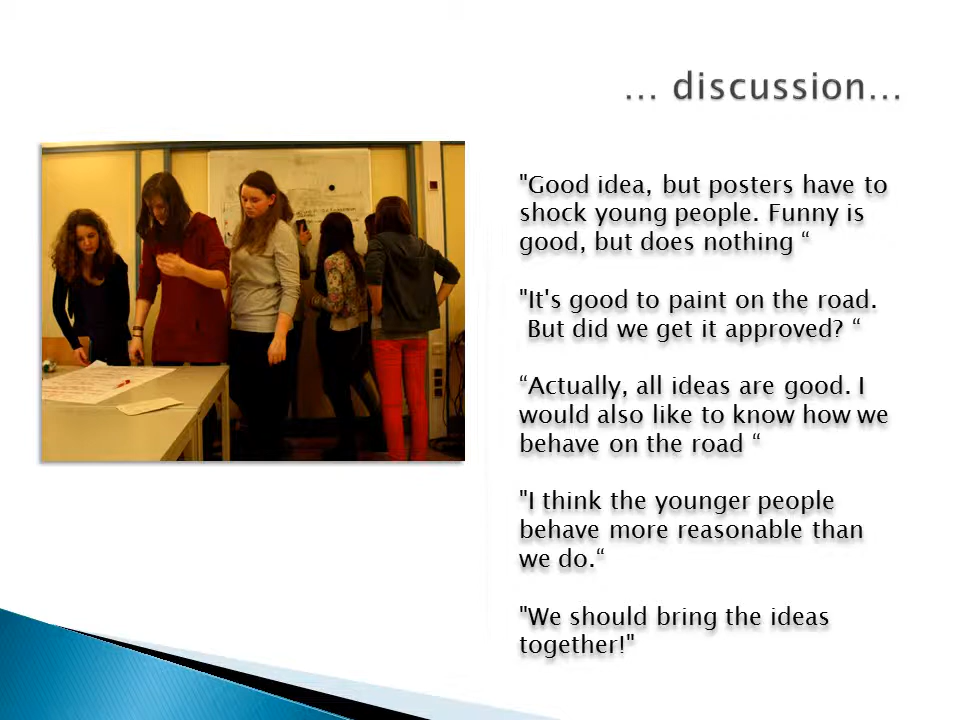 ... discussion...
"Good idea, but posters have to
shock young people. Funny is
good, but does nothing “
"It's good to paint on the road.
But did we get it approved? “
“Actually, all ideas are good. I
would also like to know how we
behave on the road “
"I think the younger people
behave more reasonable than
we do.“
"We should bring the ideas
together!"